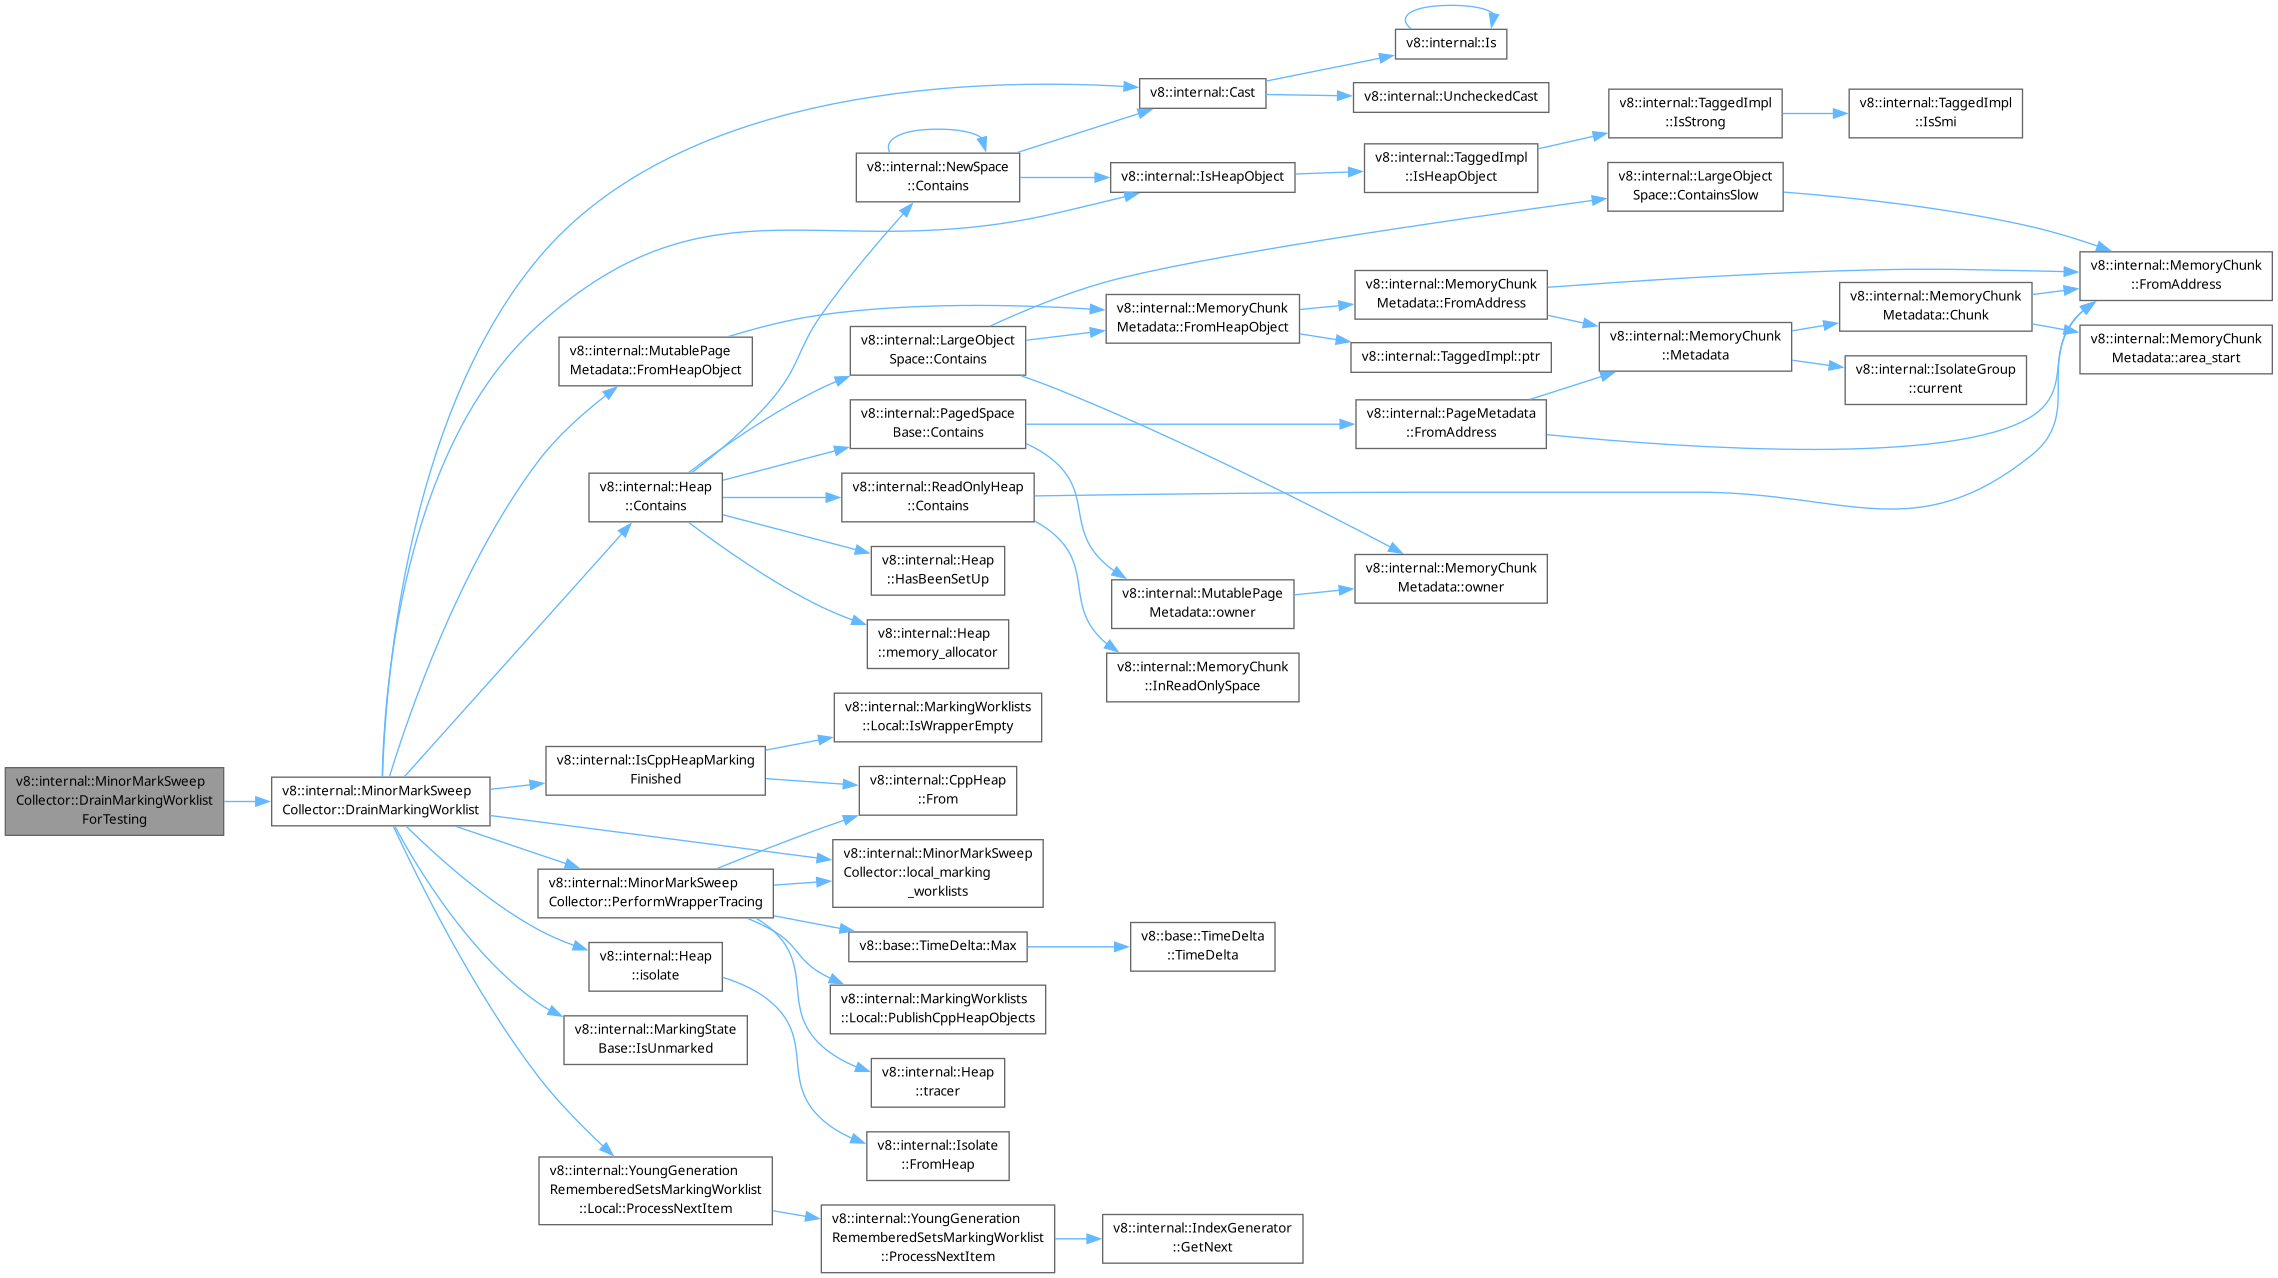 v8::internal::Is
v8::internal::Cast
v8::internal::UncheckedCast
v8::internal::TaggedImpl
::IsStrong
v8::internal::TaggedImpl
::IsSmi
v8::internal::NewSpace
::Contains
v8::internal::IsHeapObject
v8::internal::TaggedImpl
::IsHeapObject
v8::internal::LargeObject
Space::ContainsSlow
v8::internal::MemoryChunk
::FromAddress
v8::internal::MutablePage
Metadata::FromHeapObject
v8::internal::LargeObject
Space::Contains
v8::internal::MemoryChunk
Metadata::FromHeapObject
v8::internal::MemoryChunk
Metadata::FromAddress
v8::internal::TaggedImpl::ptr
v8::internal::MemoryChunk
::Metadata
v8::internal::MemoryChunk
Metadata::Chunk
v8::internal::MemoryChunk
Metadata::area_start
v8::internal::IsolateGroup
::current
v8::internal::PagedSpace
Base::Contains
v8::internal::PageMetadata
::FromAddress
v8::internal::Heap
::Contains
v8::internal::ReadOnlyHeap
::Contains
v8::internal::Heap
::HasBeenSetUp
v8::internal::MutablePage
Metadata::owner
v8::internal::MemoryChunk
Metadata::owner
v8::internal::Heap
::memory_allocator
v8::internal::MemoryChunk
::InReadOnlySpace
v8::internal::MarkingWorklists
::Local::IsWrapperEmpty
v8::internal::MinorMarkSweep
Collector::DrainMarkingWorklist
ForTesting
v8::internal::MinorMarkSweep
Collector::DrainMarkingWorklist
v8::internal::IsCppHeapMarking
Finished
v8::internal::CppHeap
::From
v8::internal::MinorMarkSweep
Collector::local_marking
_worklists
v8::internal::MinorMarkSweep
Collector::PerformWrapperTracing
v8::base::TimeDelta::Max
v8::base::TimeDelta
::TimeDelta
v8::internal::Heap
::isolate
v8::internal::MarkingWorklists
::Local::PublishCppHeapObjects
v8::internal::MarkingState
Base::IsUnmarked
v8::internal::Heap
::tracer
v8::internal::Isolate
::FromHeap
v8::internal::YoungGeneration
RememberedSetsMarkingWorklist
::Local::ProcessNextItem
v8::internal::YoungGeneration
RememberedSetsMarkingWorklist
::ProcessNextItem
v8::internal::IndexGenerator
::GetNext